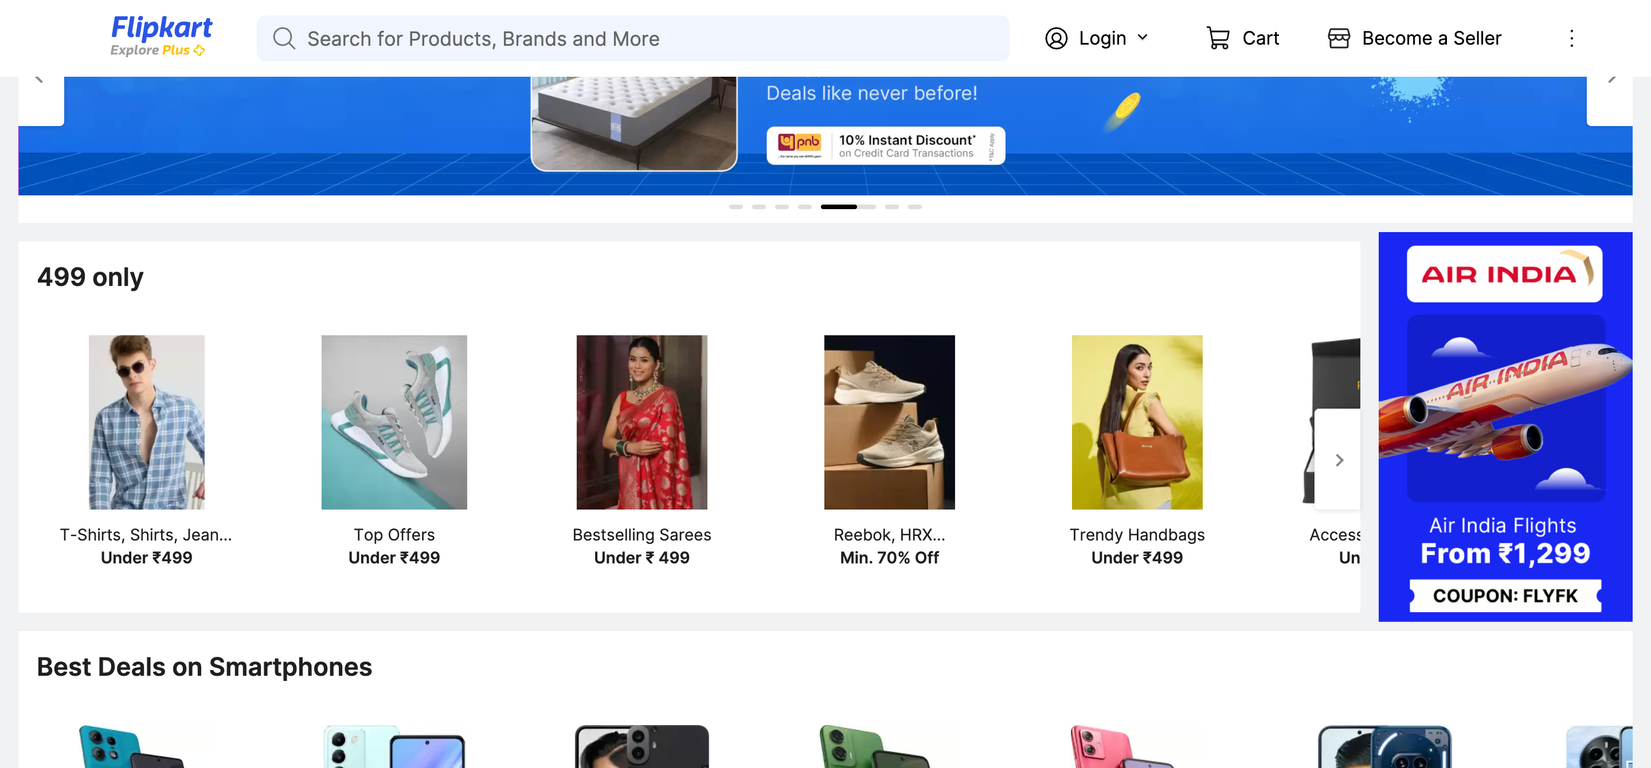 Flipkart
Explore Plus
Search for Products, Brands and More
Login
Cart
Become a Seller
Deals like never before!
pnb
10% Instant Discount*
on Credit Card Transactions
*T&C Apply
499 only
T-Shirts, Shirts, Jean...
Under ₹499
Top Offers
Under ₹499
Bestselling Sarees
Under ₹ 499
Reebok, HRX...
Min. 70% Off
Trendy Handbags
Under ₹499
Access
Un
AIR INDIA
AIR-INDIA
Air India Flights
From ₹1,299
COUPON: FLYFK
Best Deals on Smartphones